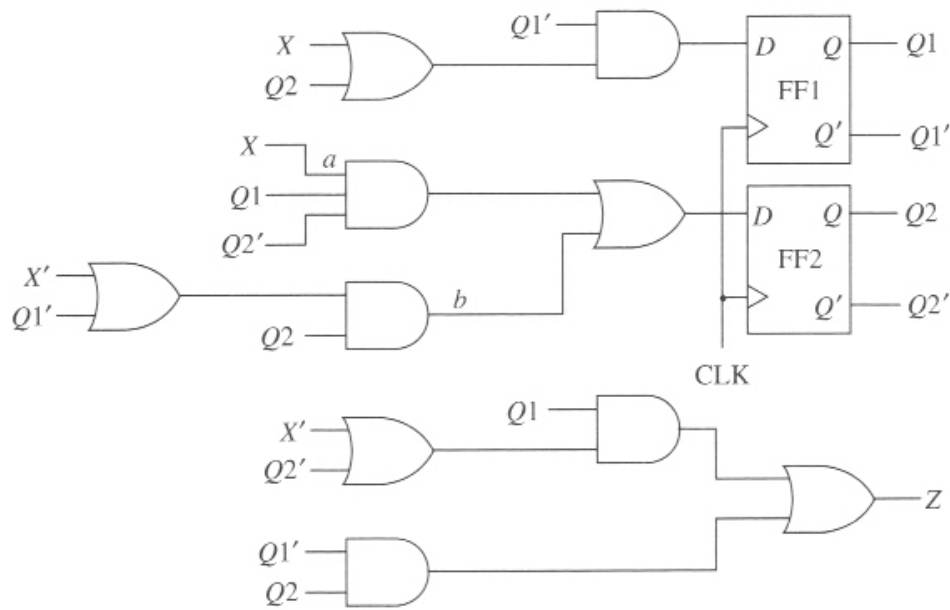 Q1′
X
Q2
D Q Q1
FF1
Q′ Q1′
X a
Q1
Q2′
D Q Q2
FF2
Q′ Q2′
X′
Q1′
b
Q2
CLK
Q1
X′
Q2′
Z
Q1′
Q2